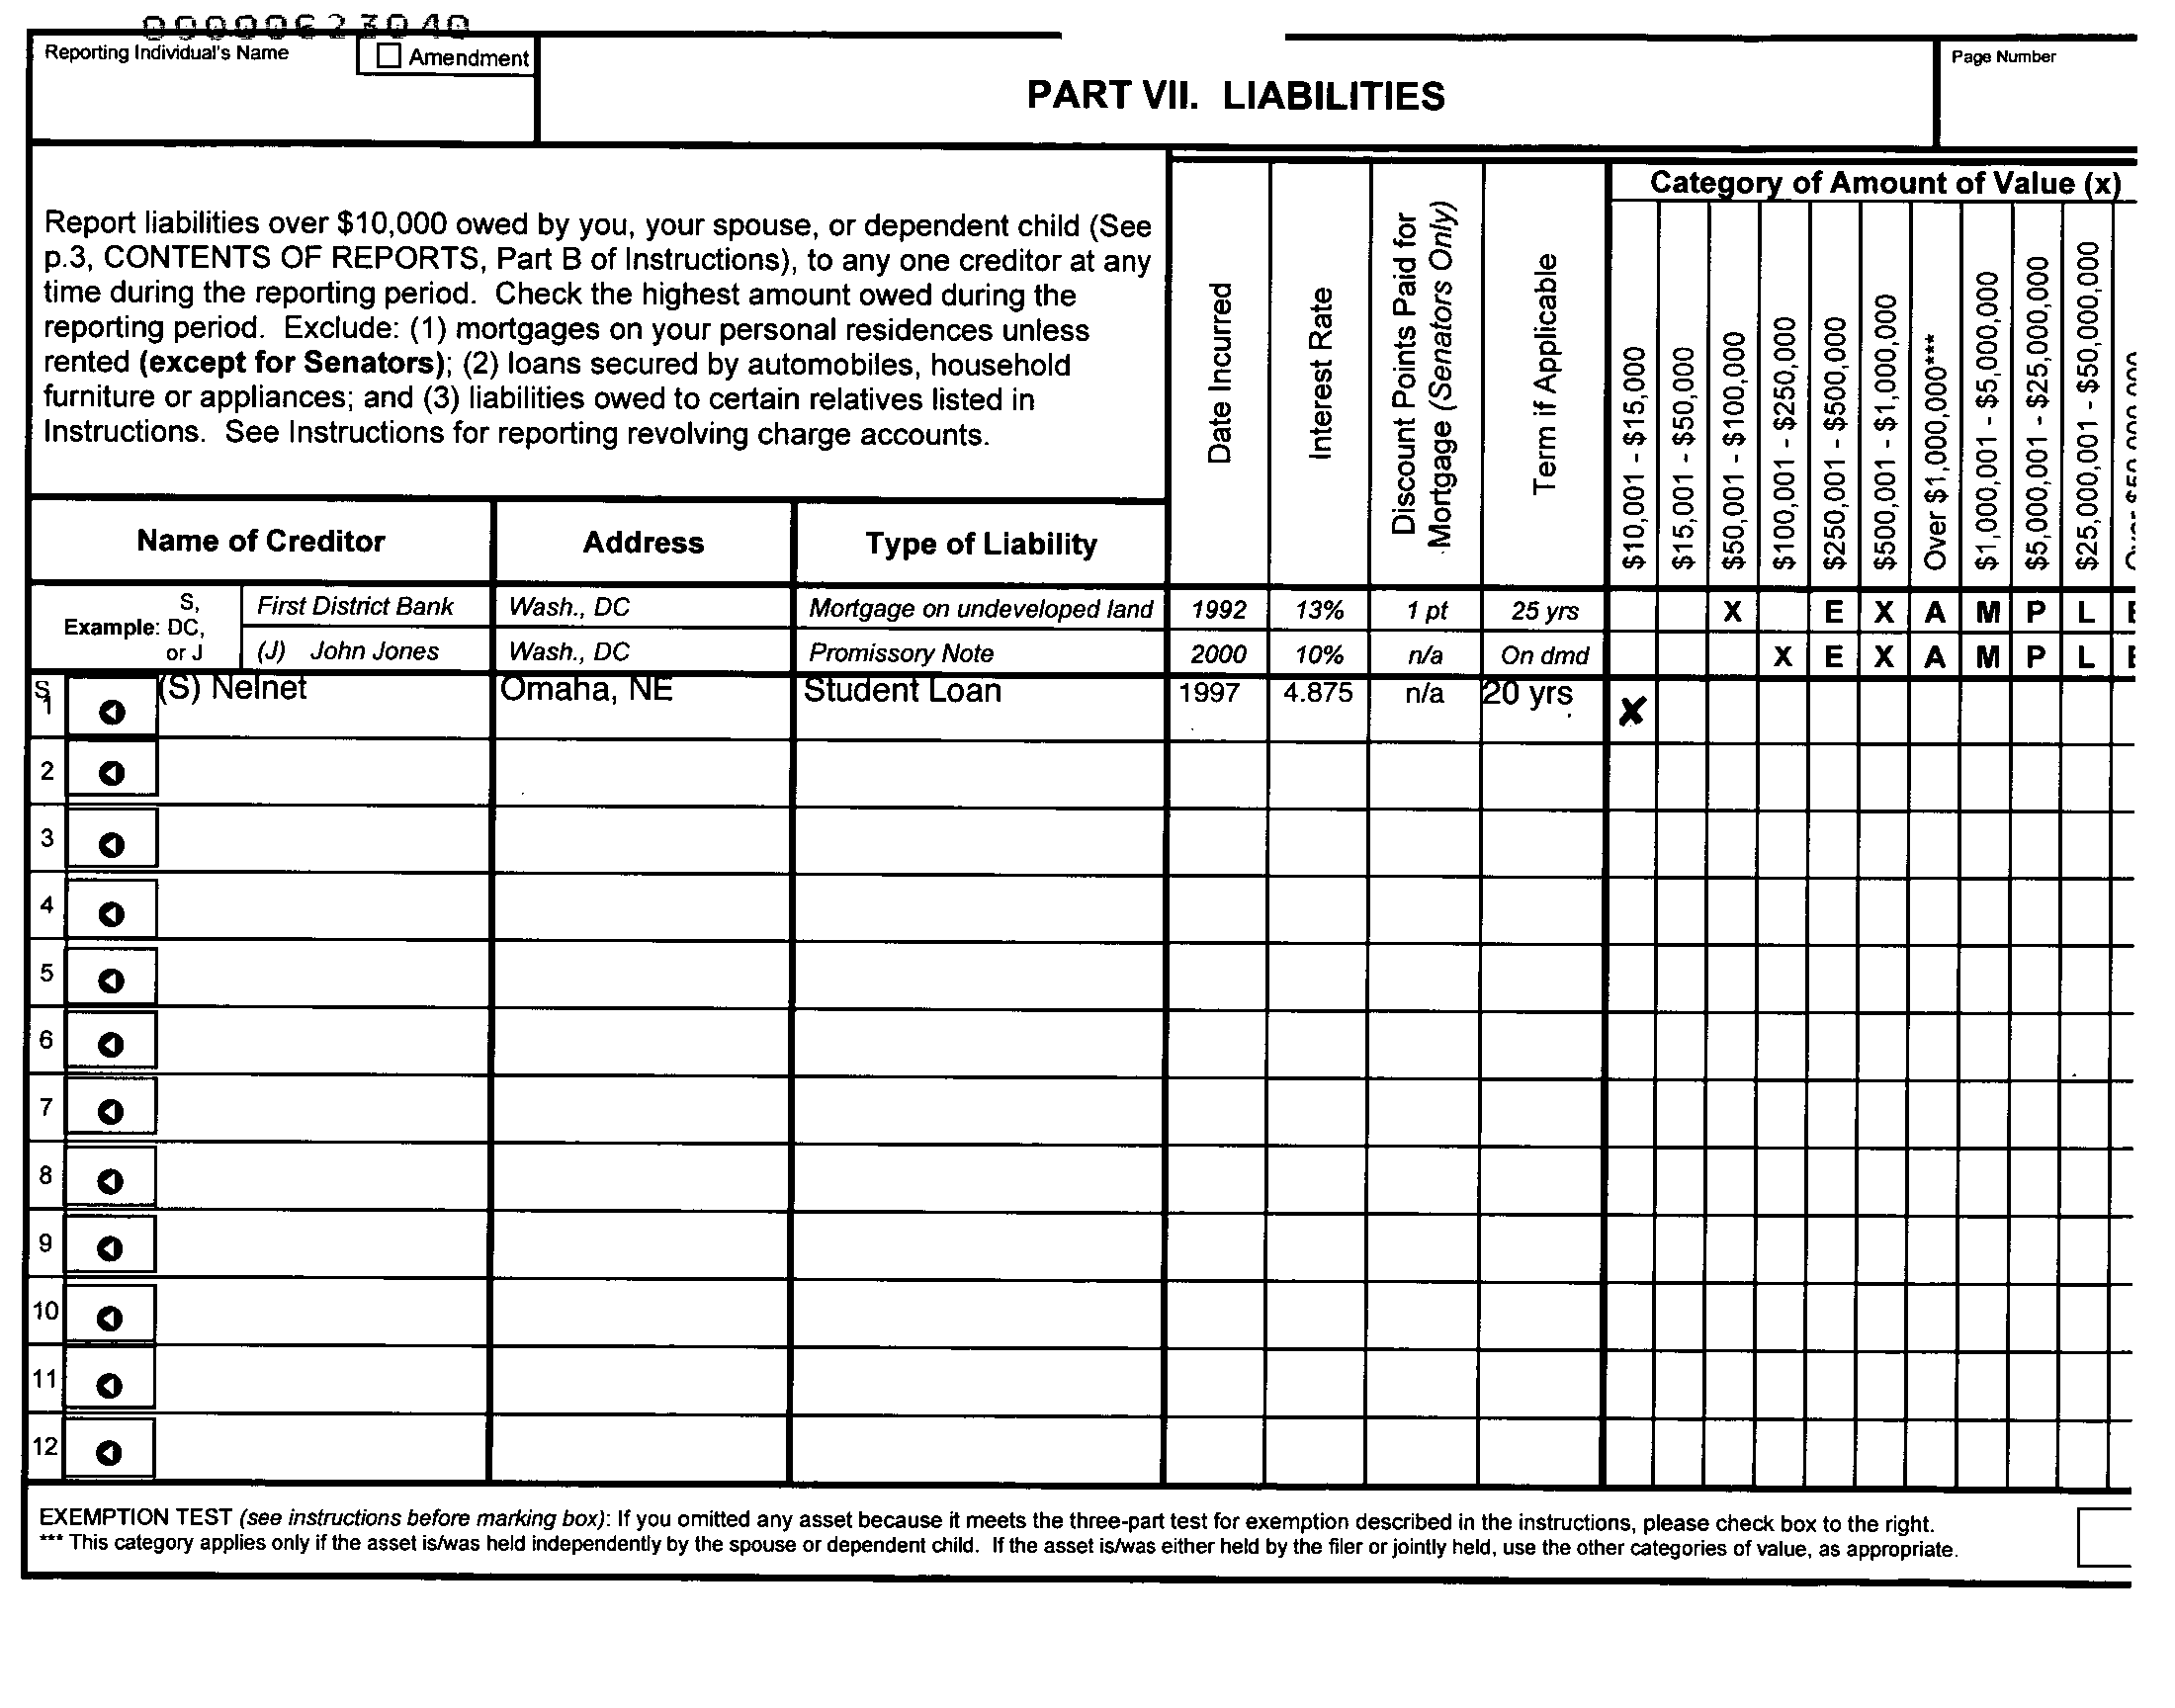 00000623040
Reporting Individual's Name
Amendment
PART VII. LIABILITIES
Page Number
Report liabilities over $10,000 owed by you, your spouse, or dependent child (See
p.3, CONTENTS OF REPORTS, Part B of Instructions), to any one creditor at any
time during the reporting period. Check the highest amount owed during the
reporting period. Exclude: (1) mortgages on your personal residences unless
rented (except for Senators); (2) loans secured by automobiles, household
furniture or appliances; and (3) liabilities owed to certain relatives listed in
Instructions. See Instructions for reporting revolving charge accounts.
Name of Creditor
Address
Type of Liability
Date Incurred
Interest Rate
Discount Points Paid for
Mortgage (Senators Only)
Term if Applicable
Category of Amount of Value (x)
$10,001 - $15,000
$15,001 - $50,000
$50,001 - $100,000
$100,001 - $250,000
$250,001 - $500,000
$500,001 - $1,000,000
Over $1,000,000***
$1,000,001 - $5,000,000
$5,000,001 - $25,000,000
$25,000,001 - $50,000,000
Over $50,000,000
Example: S, DC, or J
First District Bank Wash., DC Mortgage on undeveloped land 1992 13% 1 pt 25 yrs X E X A M P L E
(J) John Jones Wash., DC Promissory Note 2000 10% n/a On dmd X E X A M P L E
S 1 (S) Nelnet Omaha, NE Student Loan 1997 4.875 n/a 20 yrs X
2
3
4
5
6
7
8
9
10
11
12
EXEMPTION TEST (see instructions before marking box): If you omitted any asset because it meets the three-part test for exemption described in the instructions, please check box to the right.
*** This category applies only if the asset is/was held independently by the spouse or dependent child. If the asset is/was either held by the filer or jointly held, use the other categories of value, as appropriate.